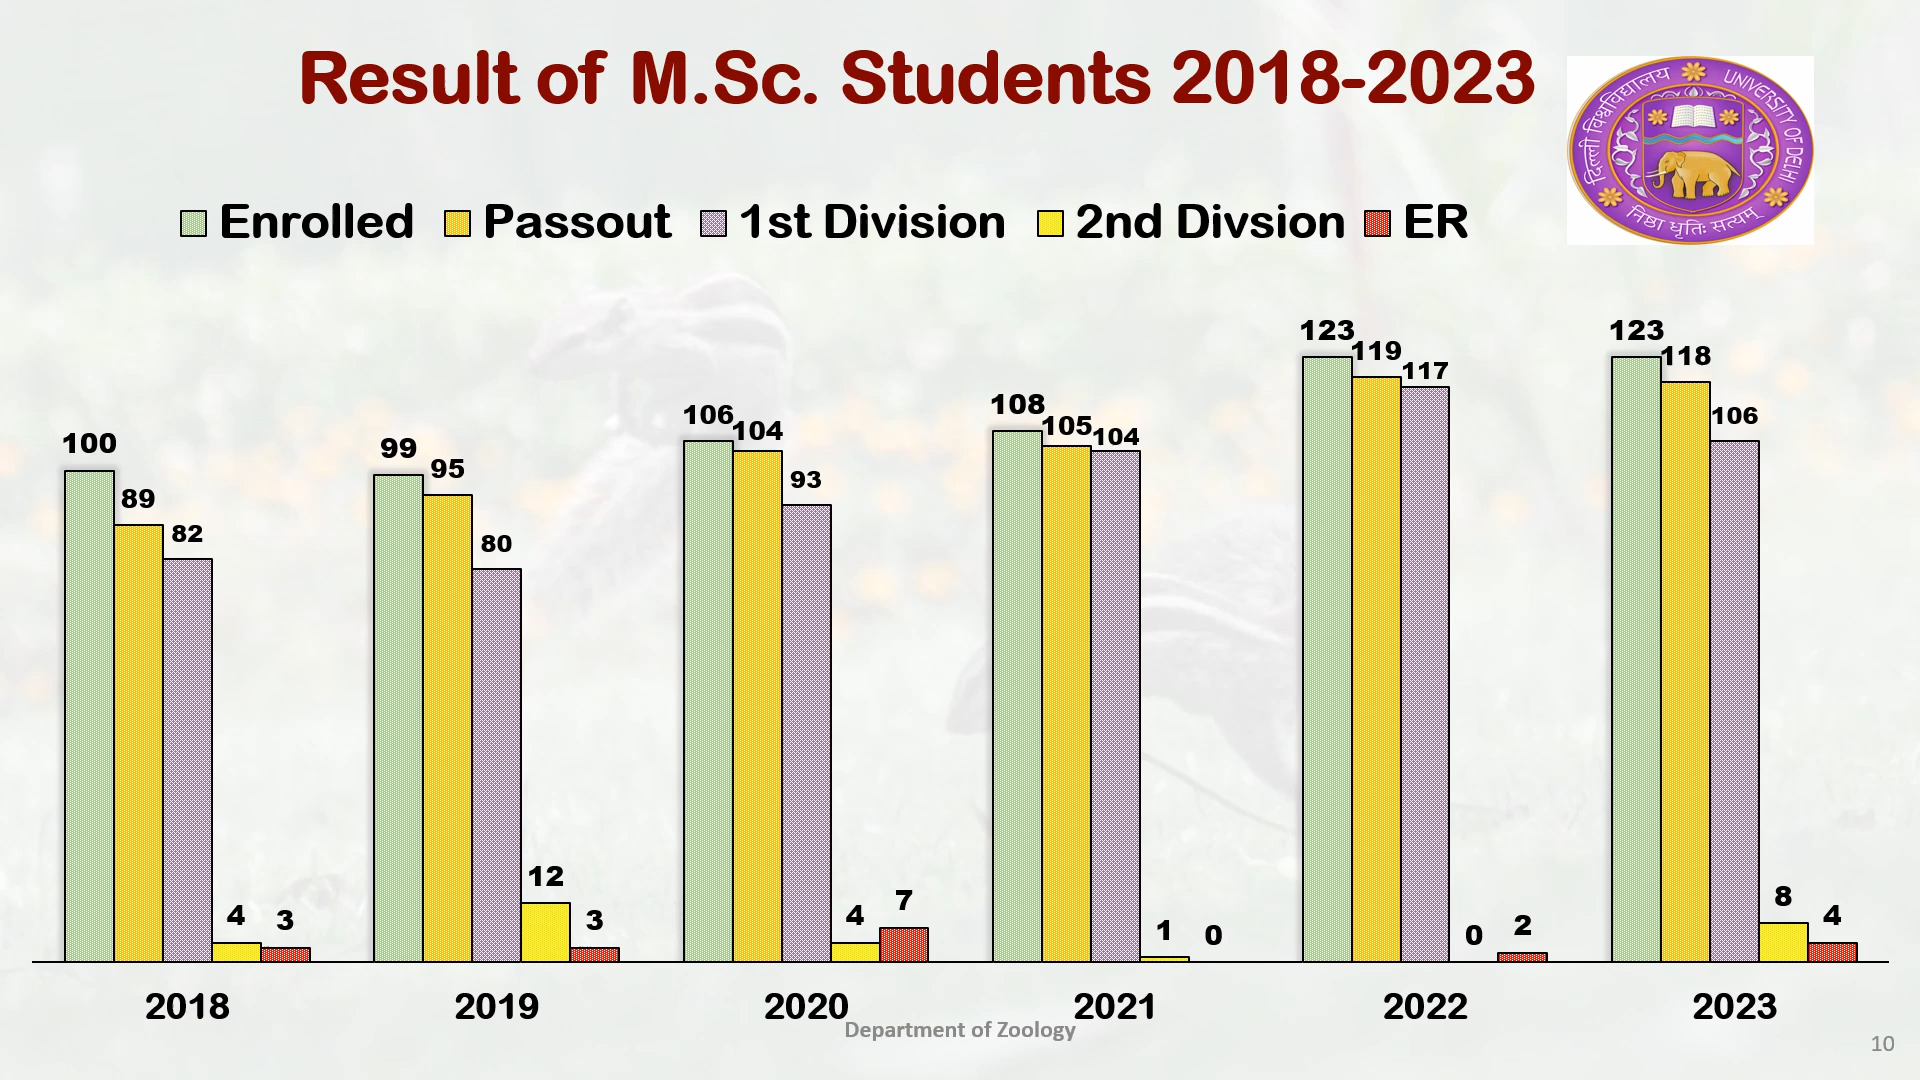 Result of M.Sc. Students 2018-2023
दिल्ली विश्वविद्यालय
UNIVERSITY OF DELHI
निष्ठा धृतिः सत्यम्
Enrolled Passout 1st Division 2nd Divsion ER
100 89 82 4 3
99 95 80 12 3
106 104 93 4 7
108 105 104 1 0
123 119 117 0 2
123 118 106 8 4
2018 2019 2020 2021 2022 2023
Department of Zoology
10